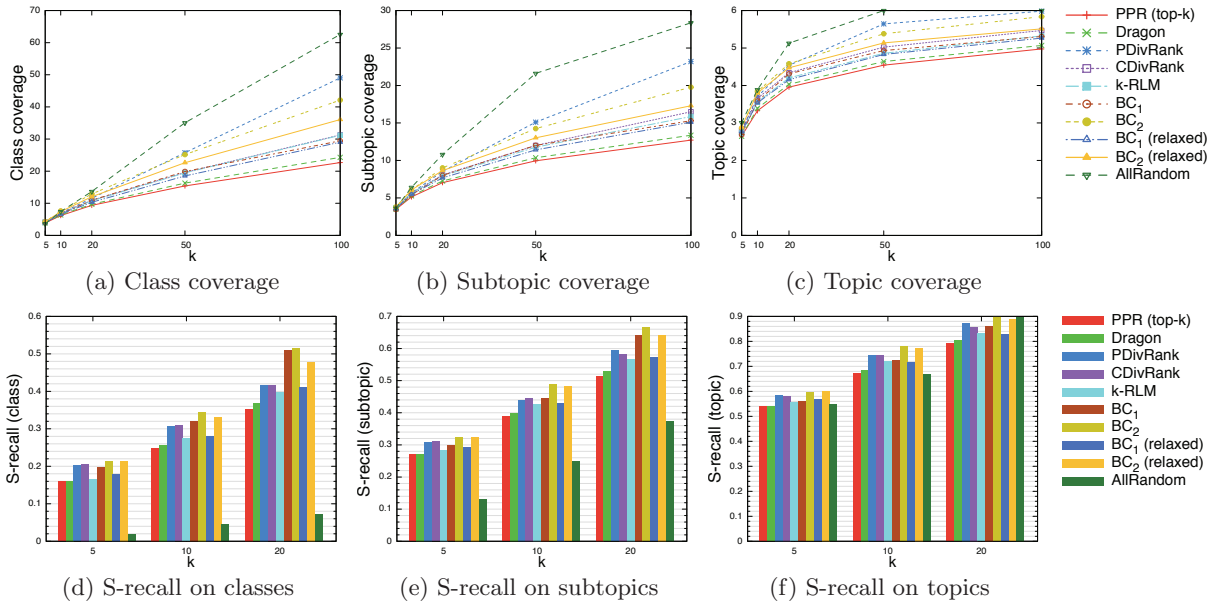 70
60
50
40
30
20
10
0
Class coverage
5 10 20 50 100
k
(a) Class coverage
30
25
20
15
10
5
0
Subtopic coverage
5 10 20 50 100
k
(b) Subtopic coverage
6
5
4
3
2
1
0
Topic coverage
5 10 20 50 100
k
(c) Topic coverage
PPR (top-k)
Dragon
PDivRank
CDivRank
k-RLM
BC1
BC2
BC1 (relaxed)
BC2 (relaxed)
AllRandom
0.6
0.5
0.4
0.3
0.2
0.1
0
S-recall (class)
5 10 20
k
(d) S-recall on classes
0.7
0.6
0.5
0.4
0.3
0.2
0.1
0
S-recall (subtopic)
5 10 20
k
(e) S-recall on subtopics
0.9
0.8
0.7
0.6
0.5
0.4
0.3
0.2
0.1
0
S-recall (topic)
5 10 20
k
(f) S-recall on topics
PPR (top-k)
Dragon
PDivRank
CDivRank
k-RLM
BC1
BC2
BC1 (relaxed)
BC2 (relaxed)
AllRandom